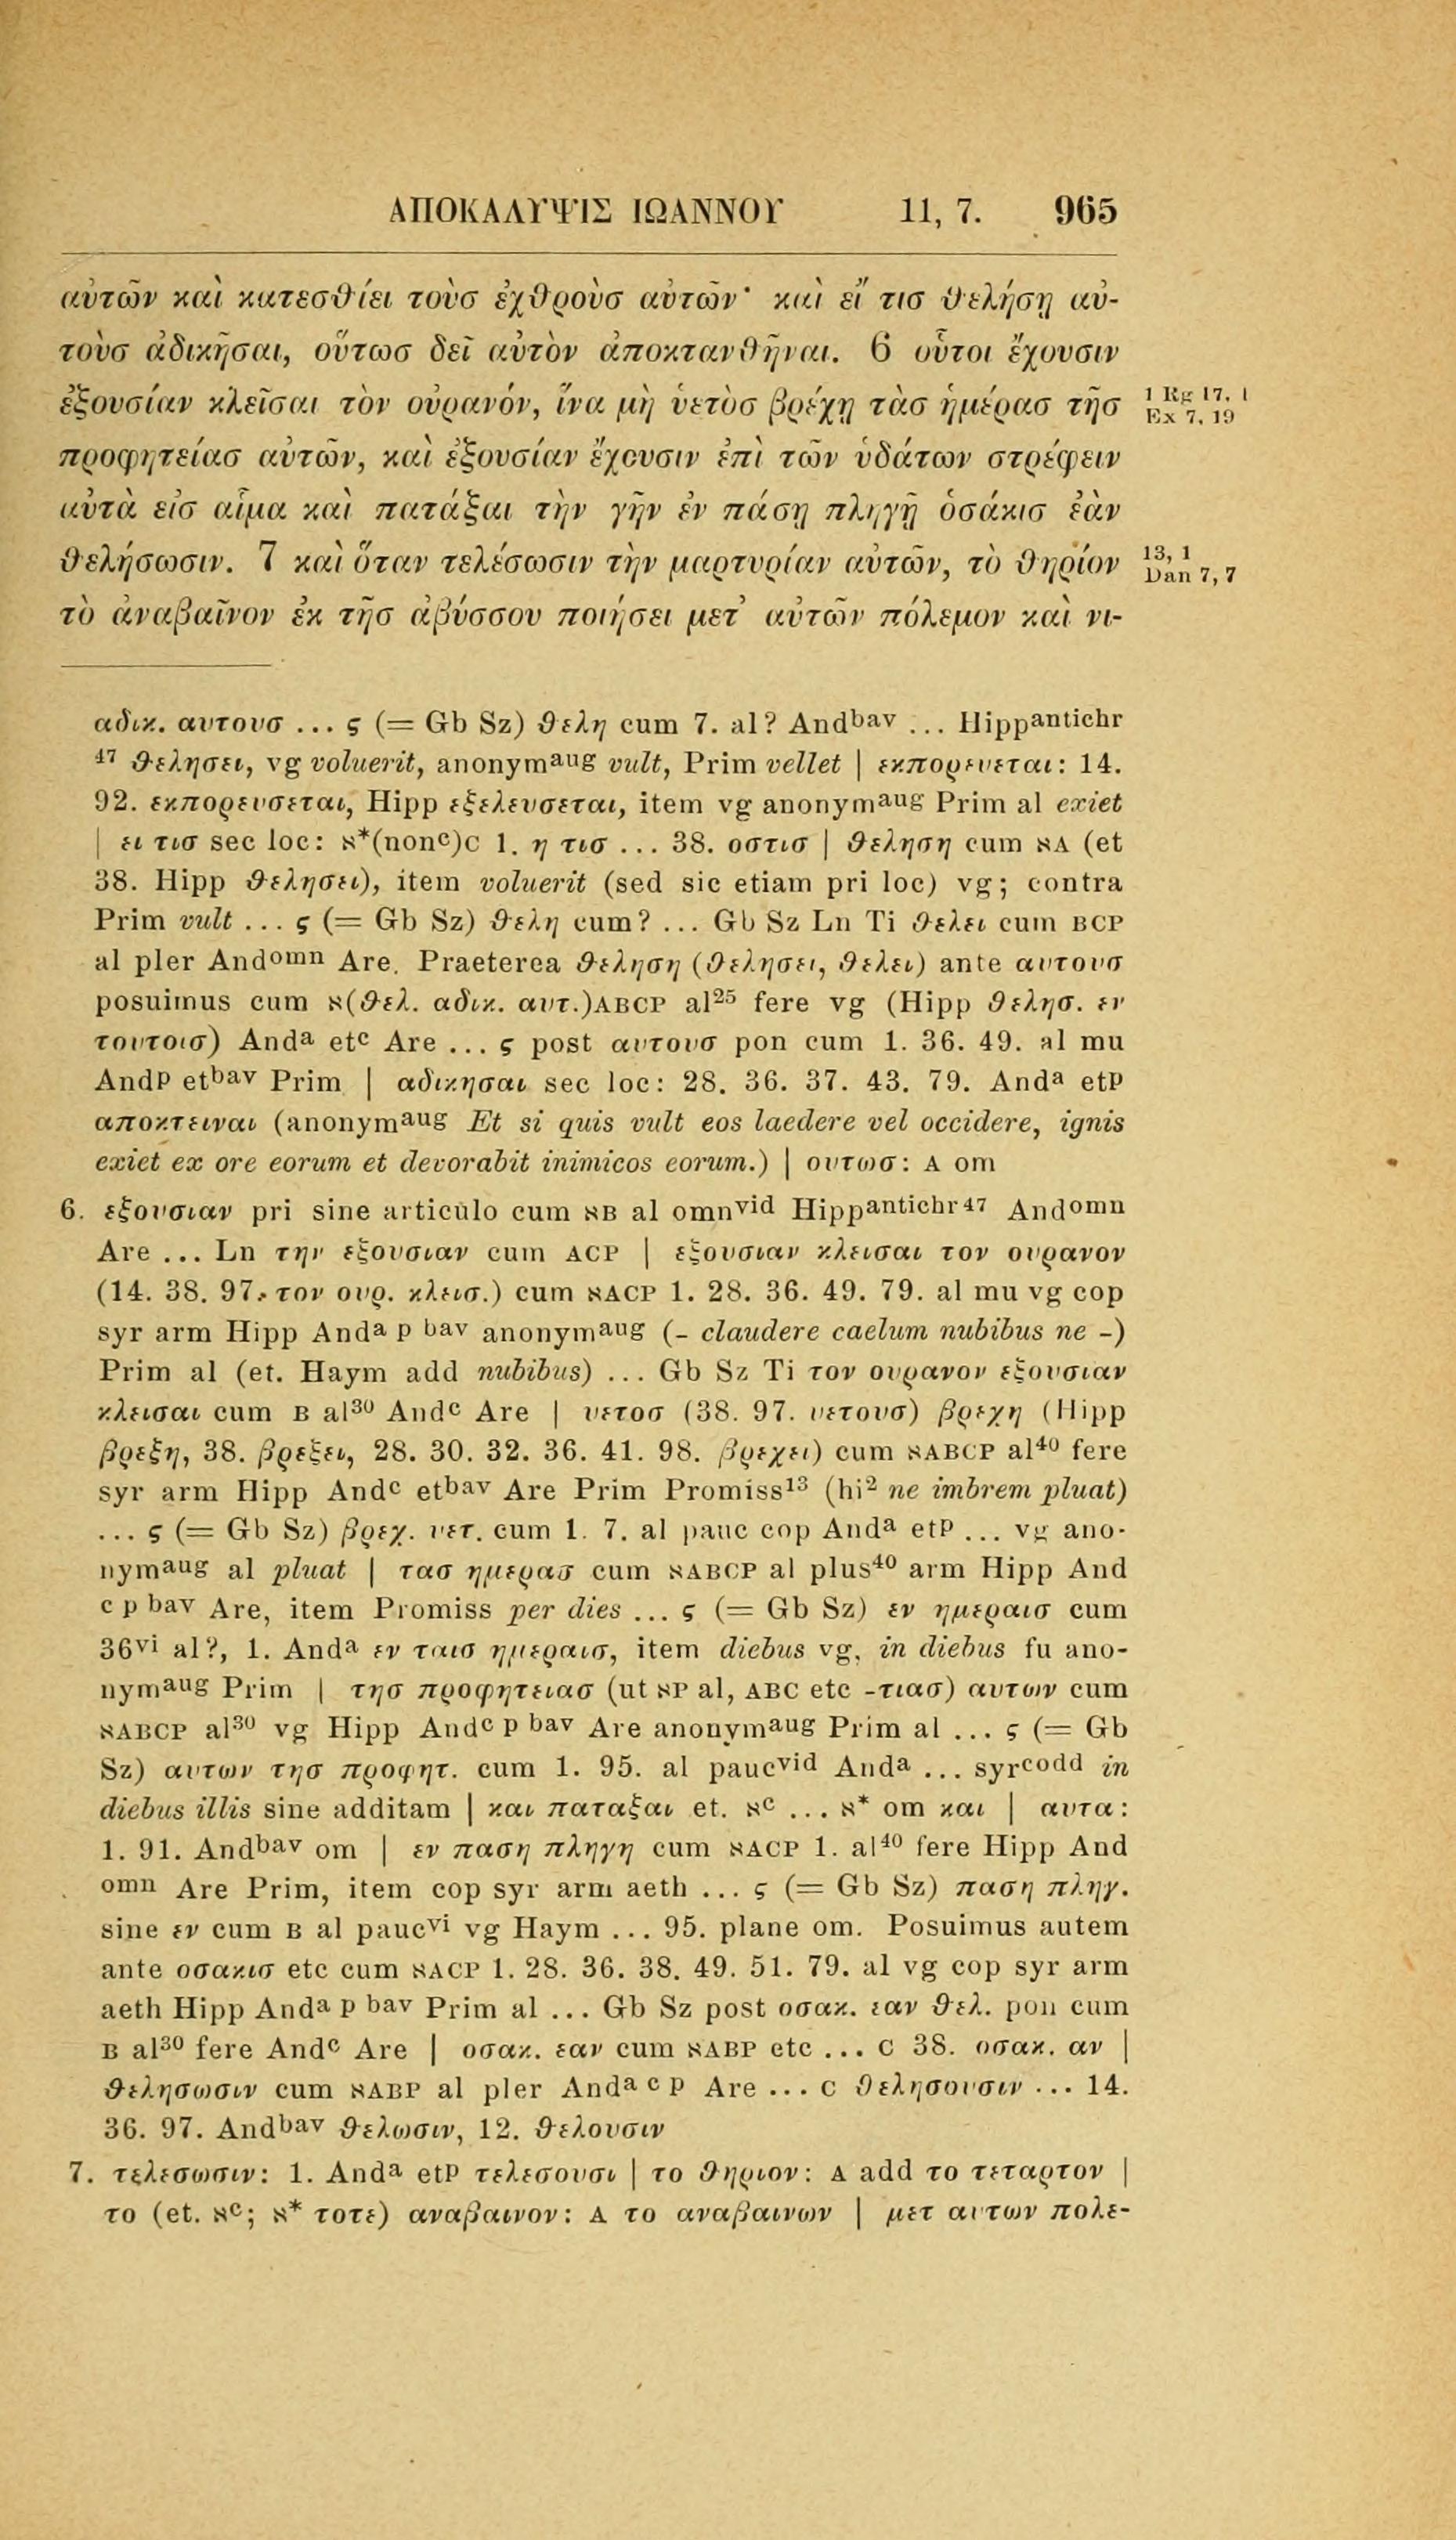 ΑΠΟΚΑΛΥΨΙΣ ΙΩΑΝΝΟΥ 11, 7. 965
αὐτῶν καὶ κατεσθίει τοὺσ ἐχθροὺσ αὐτῶν· καὶ εἴ τισ θελήσῃ αὐ-
τοὺσ ἀδικῆσαι, οὕτωσ δεῖ αὐτὸν ἀποκτανθῆναι. 6 οὗτοι ἔχουσιν
ἐξουσίαν κλεῖσαι τὸν οὐρανόν, ἵνα μὴ ὑετὸσ βρέχῃ τὰσ ἡμέρασ τῆσ
1 Rg 17, 1
Ex 7, 19
προφητείασ αὐτῶν, καὶ ἐξουσίαν ἔχουσιν ἐπὶ τῶν ὑδάτων στρέφειν
αὐτὰ εἰσ αἷμα καὶ πατάξαι τὴν γῆν ἐν πάσῃ πληγῇ ὁσάκισ ἐὰν
θελήσωσιν. 7 καὶ ὅταν τελέσωσιν τὴν μαρτυρίαν αὐτῶν, τὸ θηρίον
13, 1
Dan 7, 7
τὸ ἀναβαῖνον ἐκ τῆσ ἀβύσσου ποιήσει μετ᾽ αὐτῶν πόλεμον καὶ νι-
αδικ. αυτουσ ... ς (= Gb Sz) θελη cum 7. al? Andbav ... Hippantichr
47 θελησει, vg voluerit, anonymaug vult, Prim vellet | εκπορευεται: 14.
92. εκπορευσεται, Hipp εξελευσεται, item vg anonymaug Prim al exiet
| ει τισ sec loc: א*(nonc)C 1. η τισ ... 38. οστισ | θεληση cum אA (et
38. Hipp θελησει), item voluerit (sed sic etiam pri loc) vg; contra
Prim vult ... ς (= Gb Sz) θελη cum? ... Gb Sz Ln Ti θελει cum BCP
al pler Andomn Are. Praeterea θεληση (θελησει, θελει) ante αυτουσ
posuimus cum א(θελ. αδικ. αυτ.)ABCP al25 fere vg (Hipp θελησ. εν
τουτοισ) Anda etc Are ... ς post αυτουσ pon cum 1. 36. 49. al mu
Andp etbav Prim | αδικησαι sec loc: 28. 36. 37. 43. 79. Anda etp
αποκτειναι (anonymaug Et si quis vult eos laedere vel occidere, ignis
exiet ex ore eorum et devorabit inimicos eorum.) | ουτωσ: A om
6. εξουσιαν pri sine articulo cum אB al omnvid Hippantichr47 Andomn
Are ... Ln την εξουσιαν cum ACP | εξουσιαν κλεισαι τον ουρανον
(14. 38. 97. τον ουρ. κλεισ.) cum אACP 1. 28. 36. 49. 79. al mu vg cop
syr arm Hipp Anda p bav anonymaug (- claudere caelum nubibus ne -)
Prim al (et. Haym add nubibus) ... Gb Sz Ti τον ουρανον εξουσιαν
κλεισαι cum B al30 Andc Are | υετοσ (38. 97. υετουσ) βρεχη (Hipp
βρεξη, 38. βρεξει, 28. 30. 32. 36. 41. 98. βρεχει) cum אABCP al40 fere
syr arm Hipp Andc etbav Are Prim Promiss13 (hi2 ne imbrem pluat)
... ς (= Gb Sz) βρεχ. υετ. cum 1. 7. al pauc cop Anda etp ... vg ano-
nymaug al pluat | τασ ημερασ cum אABCP al plus40 arm Hipp And
c p bav Are, item Promiss per dies ... ς (= Gb Sz) εν ημεραισ cum
36vi al?, 1. Anda εν ταισ ημεραισ, item diebus vg, in diebus fu ano-
nymaug Prim | τησ προφητειασ (ut אP al, ABC etc -τιασ) αυτων cum
אABCP al30 vg Hipp Andc p bav Are anonymaug Prim al ... ς (= Gb
Sz) αυτων τησ προφητ. cum 1. 95. al paucvid Anda ... syrcodd in
diebus illis sine additam | και παταξαι et. אc ... א* om και | αυτα:
1. 91. Andbav om | εν παση πληγη cum אACP 1. al40 fere Hipp And
omn Are Prim, item cop syr arm aeth ... ς (= Gb Sz) παση πληγ.
sine εν cum B al paucvi vg Haym ... 95. plane om. Posuimus autem
ante οσακισ etc cum אACP 1. 28. 36. 38. 49. 51. 79. al vg cop syr arm
aeth Hipp Anda p bav Prim al ... Gb Sz post οσακ. εαν θελ. pon cum
B al30 fere Andc Are | οσακ. εαν cum אABP etc ... C 38. οσακ. αν |
θελησωσιν cum אABP al pler Anda c p Are ... C θελησουσιν ... 14.
36. 97. Andbav θελωσιν, 12. θελουσιν
7. τελεσωσιν: 1. Anda etp τελεσουσι | το θηριον: A add το τεταρτον |
το (et. אc; א* τοτε) αναβαινον: A το αναβαινων | μετ αυτων πολε-